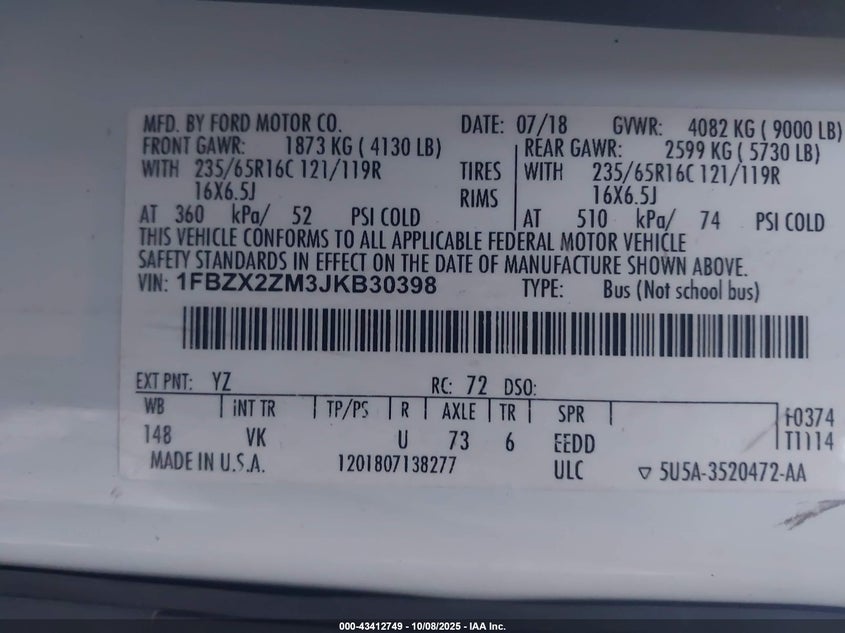 MFD. BY FORD MOTOR CO. DATE: 07/18 GVWR: 4082 KG ( 9000 LB)
FRONT GAWR: 1873 KG ( 4130 LB) REAR GAWR: 2599 KG ( 5730 LB)
WITH 235/65R16C 121/119R TIRES WITH 235/65R16C 121/119R
16X6.5J RIMS 16X6.5J
AT 360 kPa/ 52 PSI COLD AT 510 kPa/ 74 PSI COLD
THIS VEHICLE CONFORMS TO ALL APPLICABLE FEDERAL MOTOR VEHICLE
SAFETY STANDARDS IN EFFECT ON THE DATE OF MANUFACTURE SHOWN ABOVE.
VIN: 1FBZX2ZM3JKB30398 TYPE: Bus (Not school bus)
EXT PNT: YZ RC: 72 DSO:
WB INT TR TP/PS R AXLE TR SPR 10374
148 VK U 73 6 EEDD T1114
MADE IN U.S.A. 1201807138277 ULC ▽ 5U5A-3520472-AA
000-43412749 - 10/08/2025 - IAA Inc.